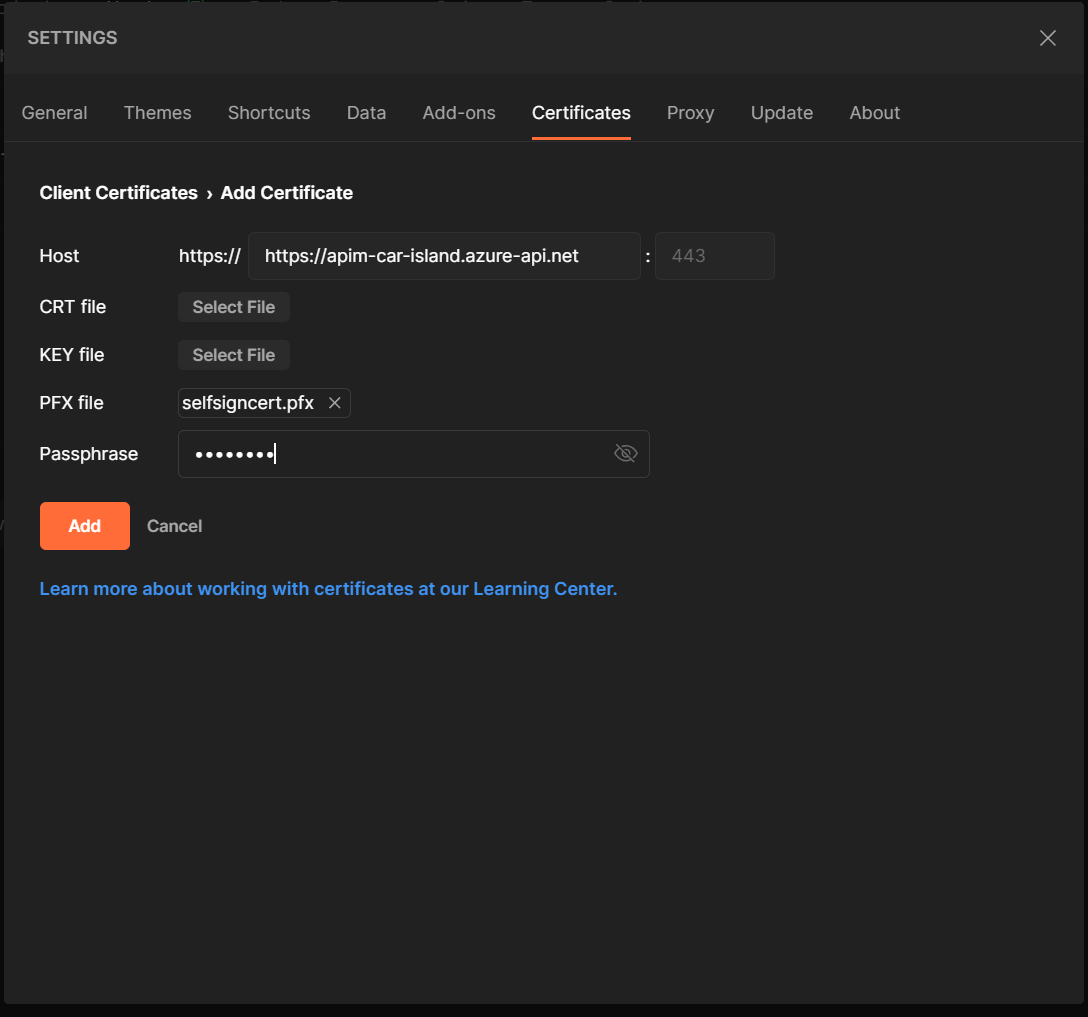 SETTINGS
General Themes Shortcuts Data Add-ons Certificates Proxy Update About
Client Certificates › Add Certificate
Host https:// https://apim-car-island.azure-api.net : 443
CRT file Select File
KEY file Select File
PFX file selfsigncert.pfx
Passphrase ••••••••
Add Cancel
Learn more about working with certificates at our Learning Center.